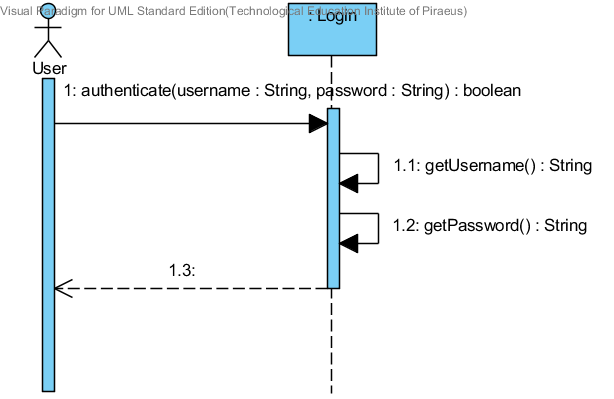 Visual Paradigm for UML Standard Edition(Technological Education Institute of Piraeus)
: Login
User
1: authenticate(username : String, password : String) : boolean
1.1: getUsername() : String
1.2: getPassword() : String
1.3: